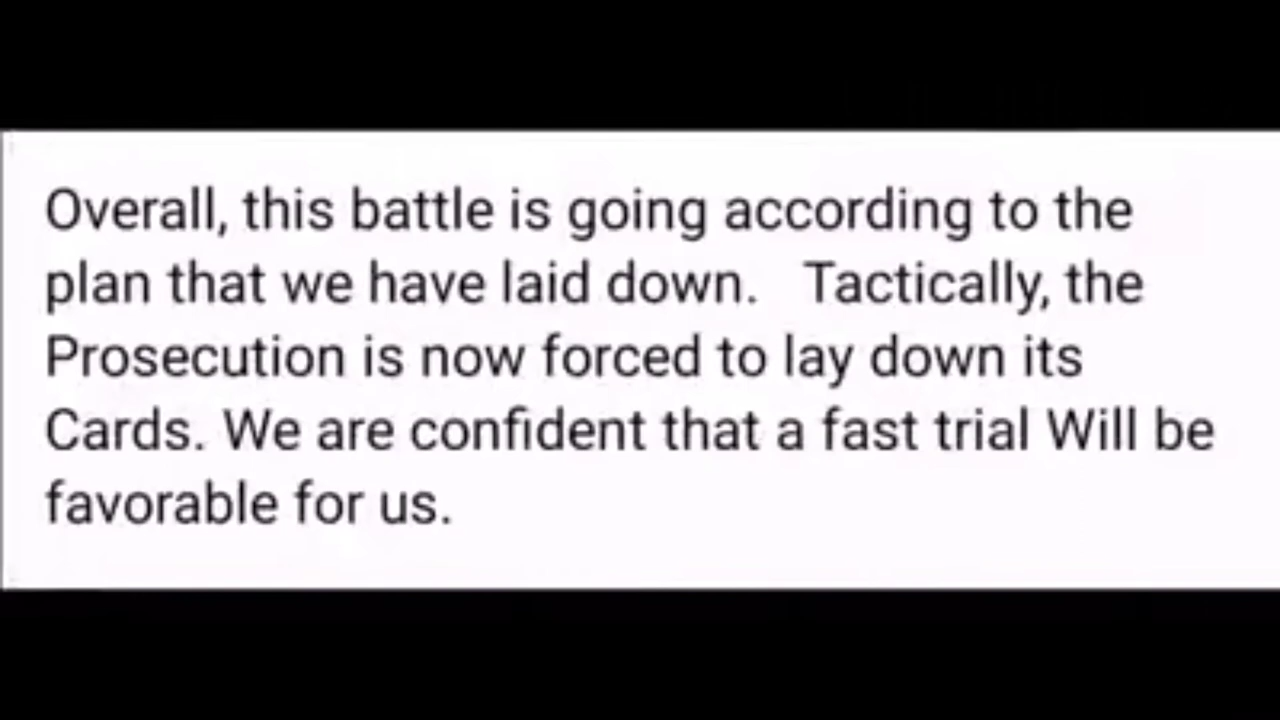 Overall, this battle is going according to the
plan that we have laid down.   Tactically, the
Prosecution is now forced to lay down its
Cards. We are confident that a fast trial Will be
favorable for us.